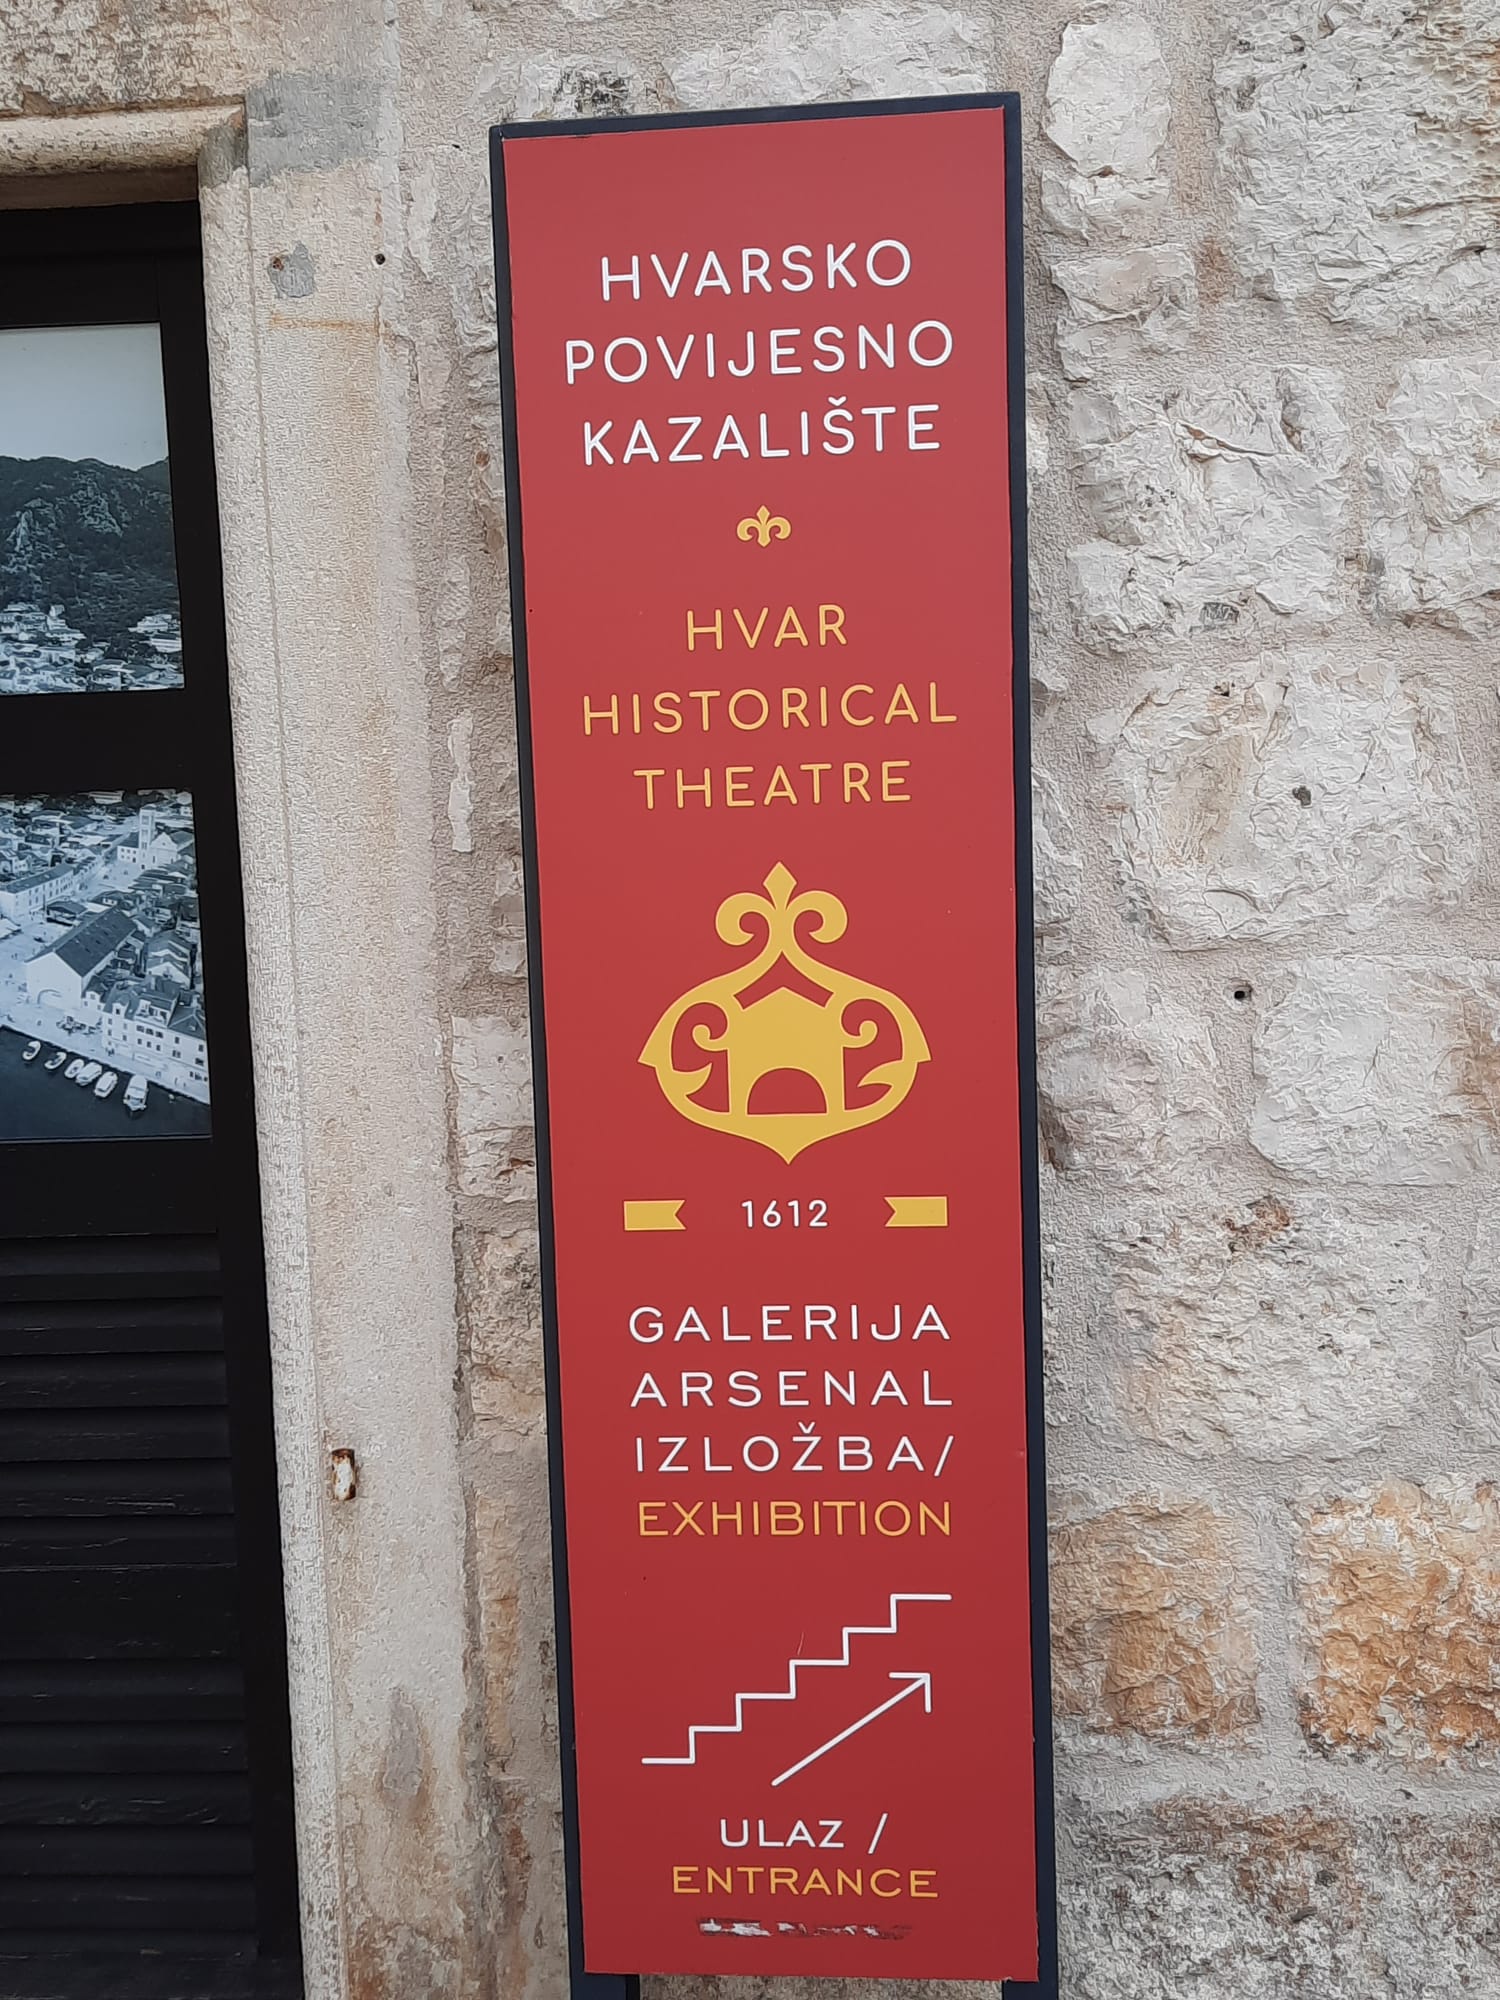 HVARSKO
POVIJESNO
KAZALIŠTE
HVAR
HISTORICAL
THEATRE
1612
GALERIJA
ARSENAL
IZLOŽBA/
EXHIBITION
ULAZ /
ENTRANCE